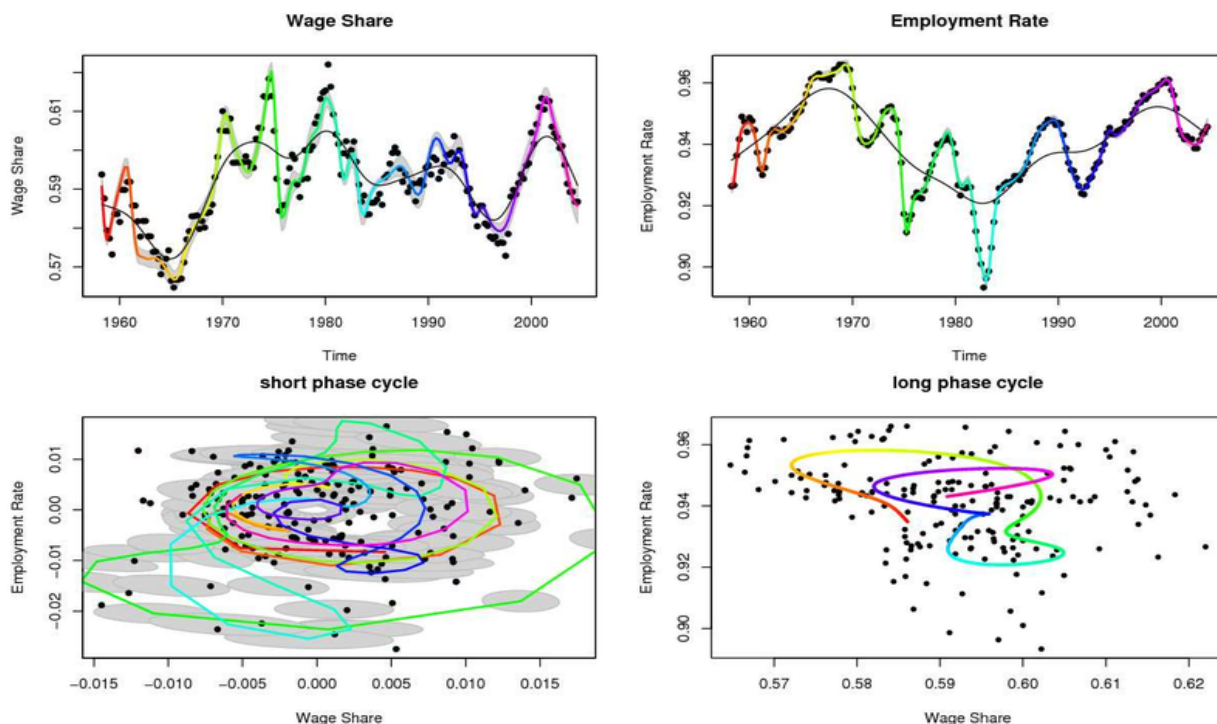 Wage Share
Employment Rate
Wage Share
0.57 0.59 0.61
Employment Rate
0.90 0.92 0.94 0.96
1960 1970 1980 1990 2000
1960 1970 1980 1990 2000
Time
Time
short phase cycle
long phase cycle
Employment Rate
−0.02 −0.01 0.00 0.01
Employment Rate
0.90 0.92 0.94 0.96
−0.015 −0.010 −0.005 0.000 0.005 0.010 0.015
0.57 0.58 0.59 0.60 0.61 0.62
Wage Share
Wage Share